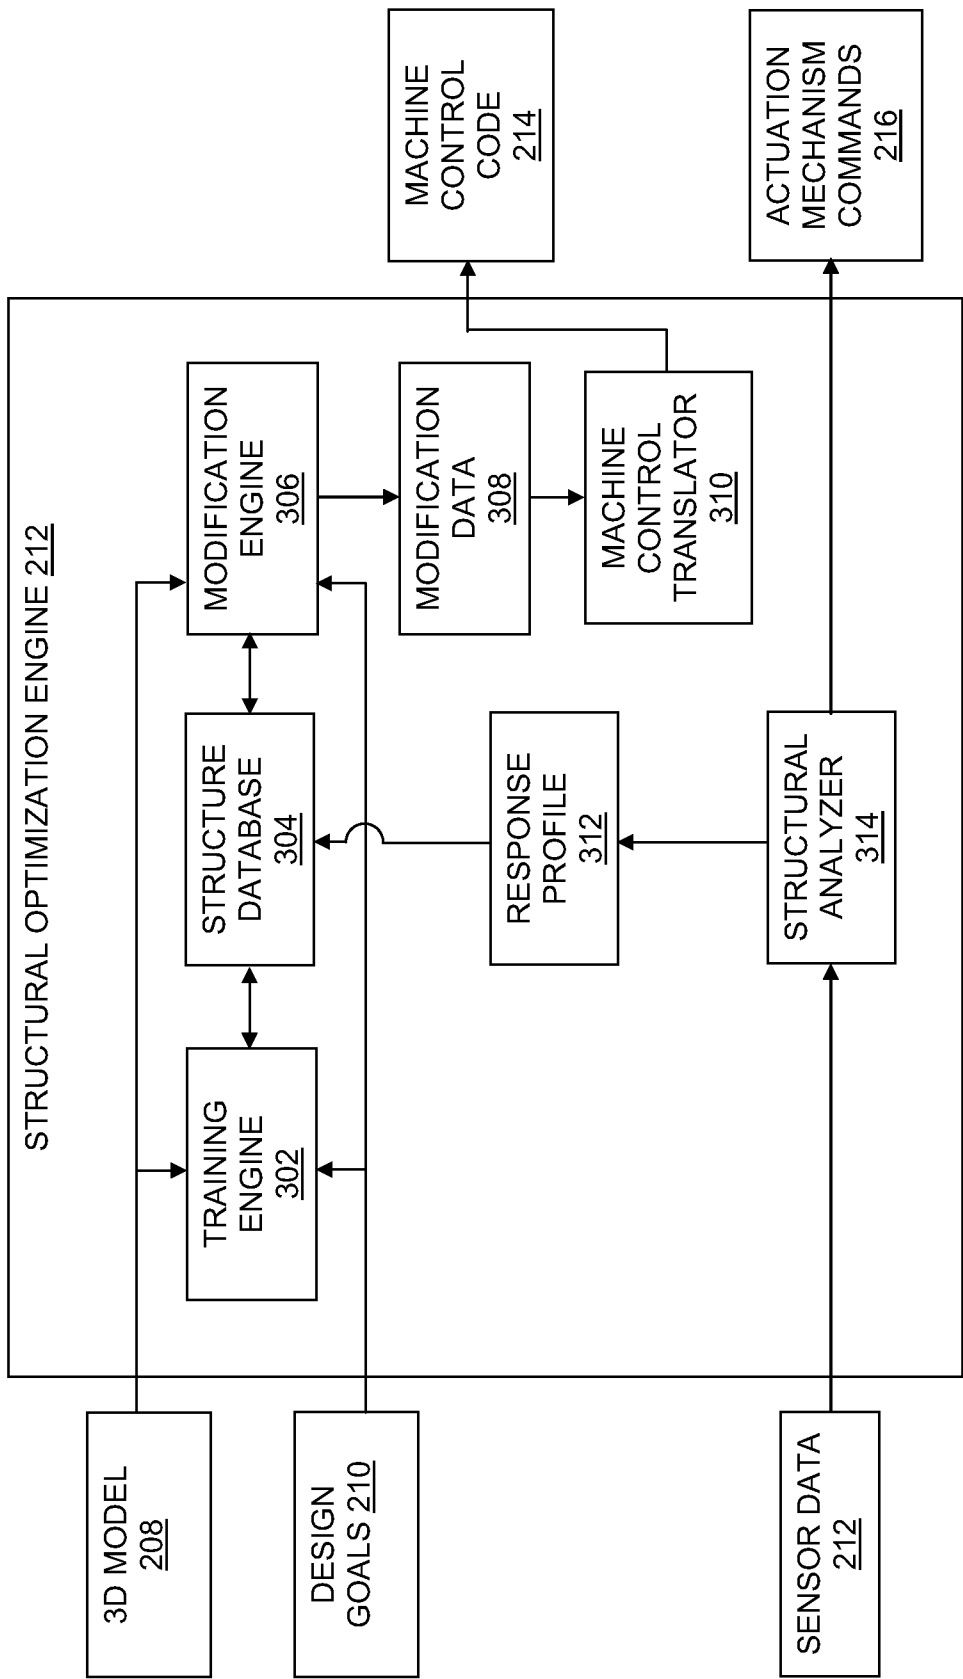 STRUCTURAL OPTIMIZATION ENGINE 212
3D MODEL
208
DESIGN
GOALS 210
SENSOR DATA
212
TRAINING
ENGINE
302
STRUCTURE
DATABASE
304
MODIFICATION
ENGINE
306
MODIFICATION
DATA
308
MACHINE
CONTROL
TRANSLATOR
310
RESPONSE
PROFILE
312
STRUCTURAL
ANALYZER
314
MACHINE
CONTROL
CODE
214
ACTUATION
MECHANISM
COMMANDS
216